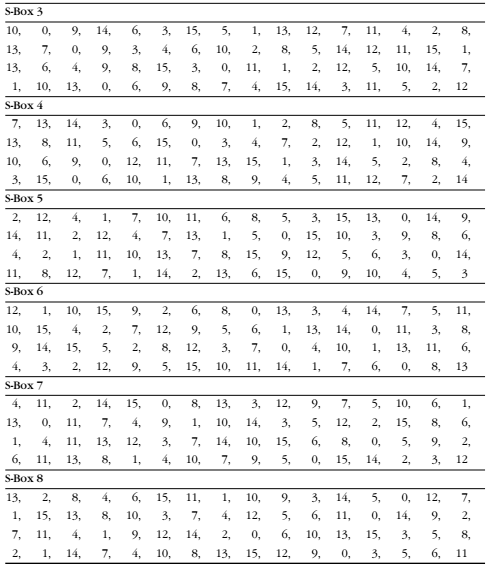 S-Box 3
10, 0, 9, 14, 6, 3, 15, 5, 1, 13, 12, 7, 11, 4, 2, 8,
13, 7, 0, 9, 3, 4, 6, 10, 2, 8, 5, 14, 12, 11, 15, 1,
13, 6, 4, 9, 8, 15, 3, 0, 11, 1, 2, 12, 5, 10, 14, 7,
1, 10, 13, 0, 6, 9, 8, 7, 4, 15, 14, 3, 11, 5, 2, 12
S-Box 4
7, 13, 14, 3, 0, 6, 9, 10, 1, 2, 8, 5, 11, 12, 4, 15,
13, 8, 11, 5, 6, 15, 0, 3, 4, 7, 2, 12, 1, 10, 14, 9,
10, 6, 9, 0, 12, 11, 7, 13, 15, 1, 3, 14, 5, 2, 8, 4,
3, 15, 0, 6, 10, 1, 13, 8, 9, 4, 5, 11, 12, 7, 2, 14
S-Box 5
2, 12, 4, 1, 7, 10, 11, 6, 8, 5, 3, 15, 13, 0, 14, 9,
14, 11, 2, 12, 4, 7, 13, 1, 5, 0, 15, 10, 3, 9, 8, 6,
4, 2, 1, 11, 10, 13, 7, 8, 15, 9, 12, 5, 6, 3, 0, 14,
11, 8, 12, 7, 1, 14, 2, 13, 6, 15, 0, 9, 10, 4, 5, 3
S-Box 6
12, 1, 10, 15, 9, 2, 6, 8, 0, 13, 3, 4, 14, 7, 5, 11,
10, 15, 4, 2, 7, 12, 9, 5, 6, 1, 13, 14, 0, 11, 3, 8,
9, 14, 15, 5, 2, 8, 12, 3, 7, 0, 4, 10, 1, 13, 11, 6,
4, 3, 2, 12, 9, 5, 15, 10, 11, 14, 1, 7, 6, 0, 8, 13
S-Box 7
4, 11, 2, 14, 15, 0, 8, 13, 3, 12, 9, 7, 5, 10, 6, 1,
13, 0, 11, 7, 4, 9, 1, 10, 14, 3, 5, 12, 2, 15, 8, 6,
1, 4, 11, 13, 12, 3, 7, 14, 10, 15, 6, 8, 0, 5, 9, 2,
6, 11, 13, 8, 1, 4, 10, 7, 9, 5, 0, 15, 14, 2, 3, 12
S-Box 8
13, 2, 8, 4, 6, 15, 11, 1, 10, 9, 3, 14, 5, 0, 12, 7,
1, 15, 13, 8, 10, 3, 7, 4, 12, 5, 6, 11, 0, 14, 9, 2,
7, 11, 4, 1, 9, 12, 14, 2, 0, 6, 10, 13, 15, 3, 5, 8,
2, 1, 14, 7, 4, 10, 8, 13, 15, 12, 9, 0, 3, 5, 6, 11